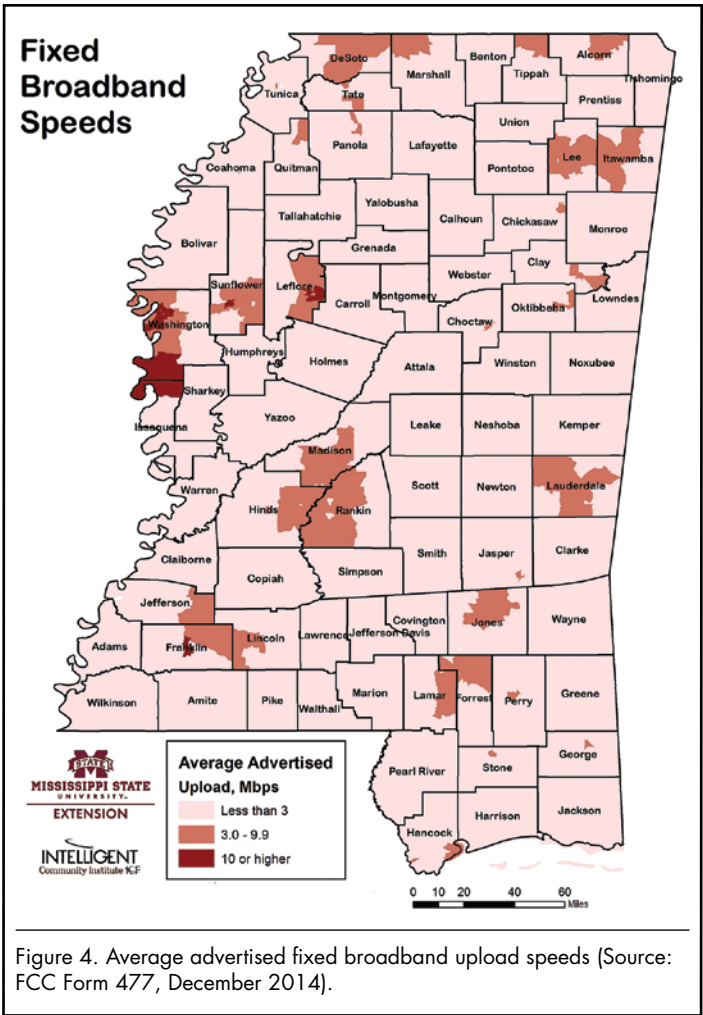 Fixed
Broadband
Speeds
DeSoto
Marshall
Benton
Tippah
Alcorn
Tishomingo
Tunica
Tate
Prentiss
Union
Panola
Lafayette
Coahoma
Quitman
Pontotoc
Lee
Itawamba
Tallahatchie
Yalobusha
Calhoun
Chickasaw
Monroe
Bolivar
Grenada
Sunflower
Leflore
Webster
Clay
Carroll
Montgomery
Oktibbeha
Lowndes
Washington
Choctaw
Humphreys
Holmes
Attala
Winston
Noxubee
Sharkey
Issaquena
Yazoo
Leake
Neshoba
Kemper
Madison
Warren
Hinds
Rankin
Scott
Newton
Lauderdale
Claiborne
Copiah
Simpson
Smith
Jasper
Clarke
Jefferson
Adams
Franklin
Lincoln
Lawrence
Jefferson Davis
Covington
Jones
Wayne
Wilkinson
Amite
Pike
Walthall
Marion
Lamar
Forrest
Perry
Greene
Pearl River
Stone
George
Hancock
Harrison
Jackson
STATE
MISSISSIPPI STATE
UNIVERSITY™
EXTENSION
INTELLIGENT
Community Institute ICF
Average Advertised
Upload, Mbps
Less than 3
3.0 - 9.9
10 or higher
0 10 20 40 60
Miles
Figure 4. Average advertised fixed broadband upload speeds (Source:
FCC Form 477, December 2014).